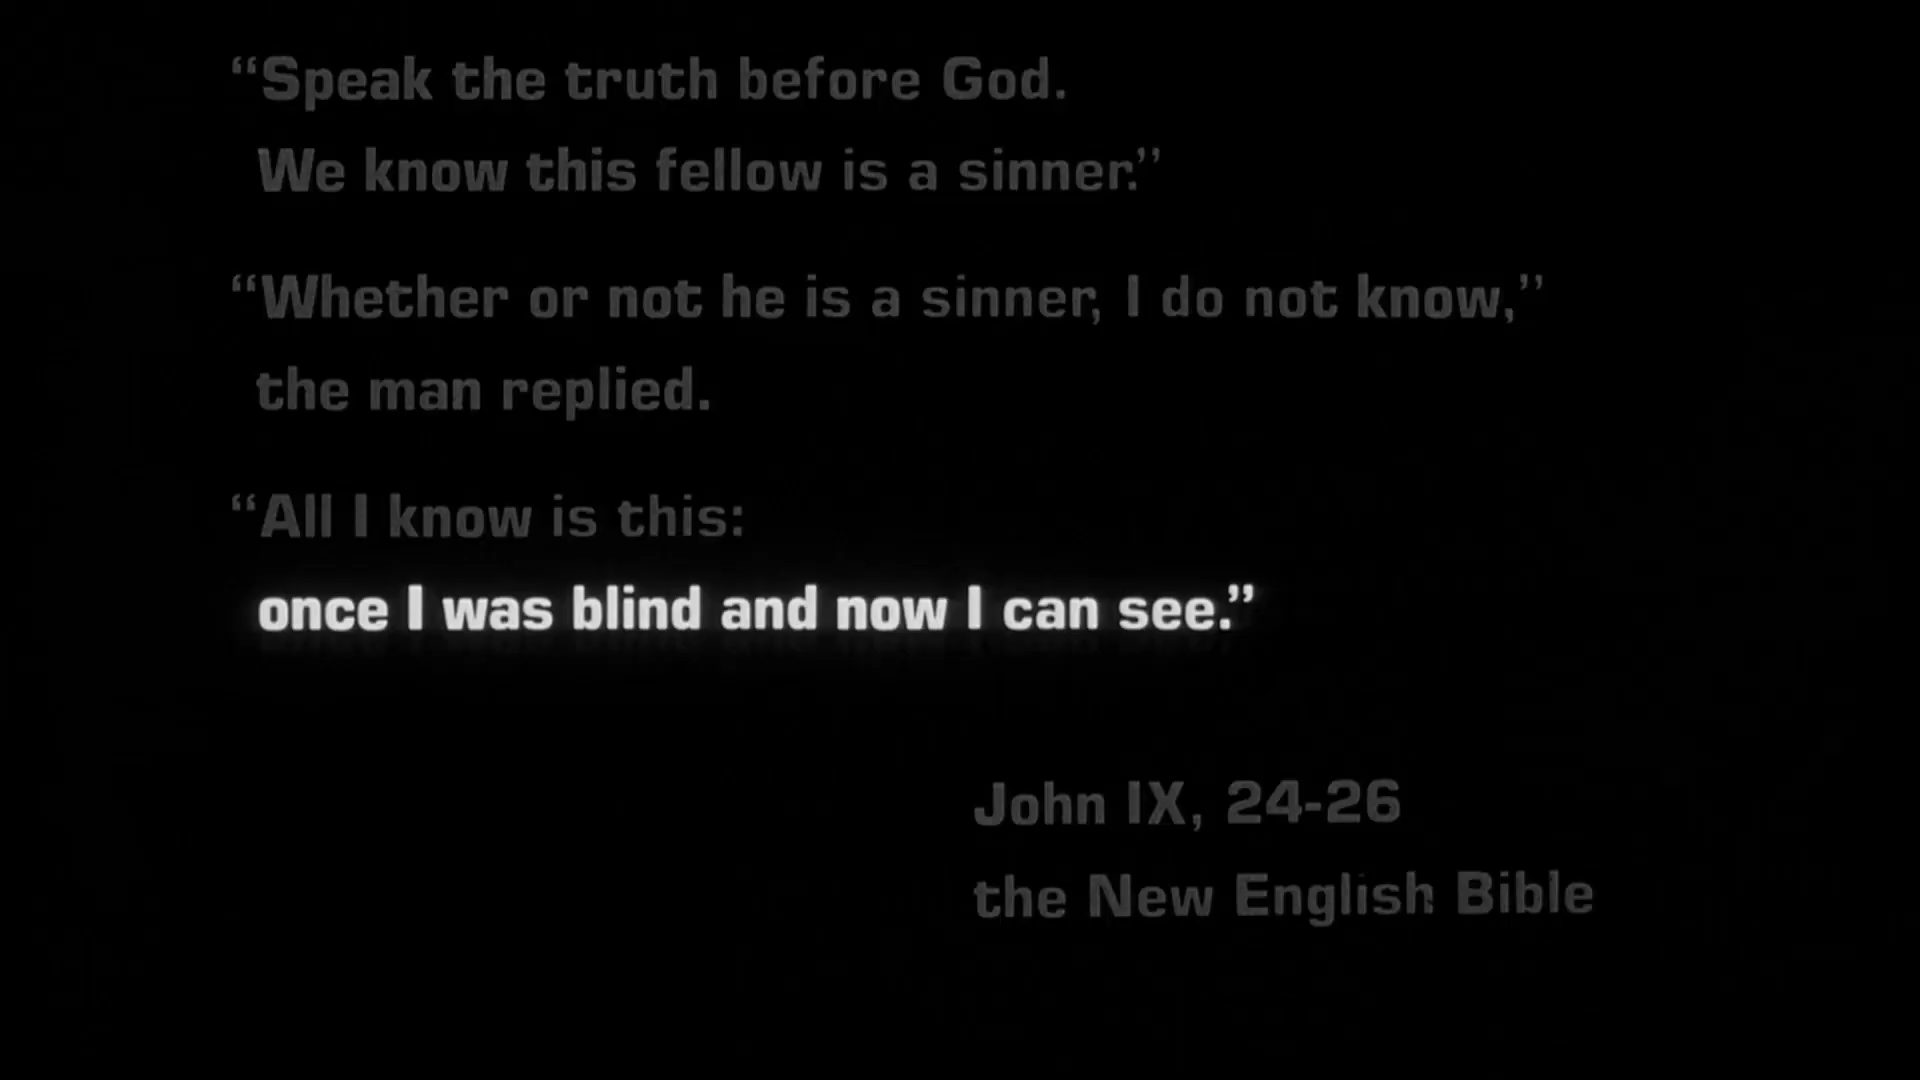 “Speak the truth before God.
We know this fellow is a sinner.”
“Whether or not he is a sinner, I do not know,”
the man replied.
“All I know is this:
once I was blind and now I can see.”
John IX, 24-26
the New English Bible